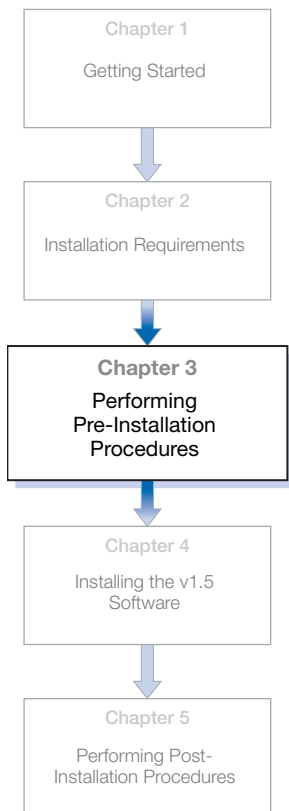 Chapter 1
Getting Started
Chapter 2
Installation Requirements
Chapter 3
Performing
Pre-Installation
Procedures
Chapter 4
Installing the v1.5
Software
Chapter 5
Performing Post-
Installation Procedures